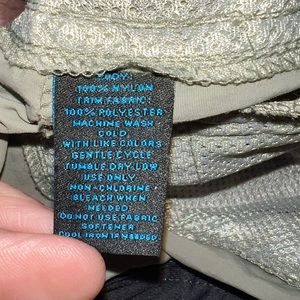 BODY:
100% NYLON
TRIM FABRIC:
100% POLYESTER
MACHINE WASH
COLD
WITH LIKE COLORS
GENTLE CYCLE
TUMBLE DRY LOW
USE ONLY
NON-CHLORINE
BLEACH WHEN
NEEDED
DO NOT USE FABRIC
SOFTENER
COOL IRON IF NEEDED